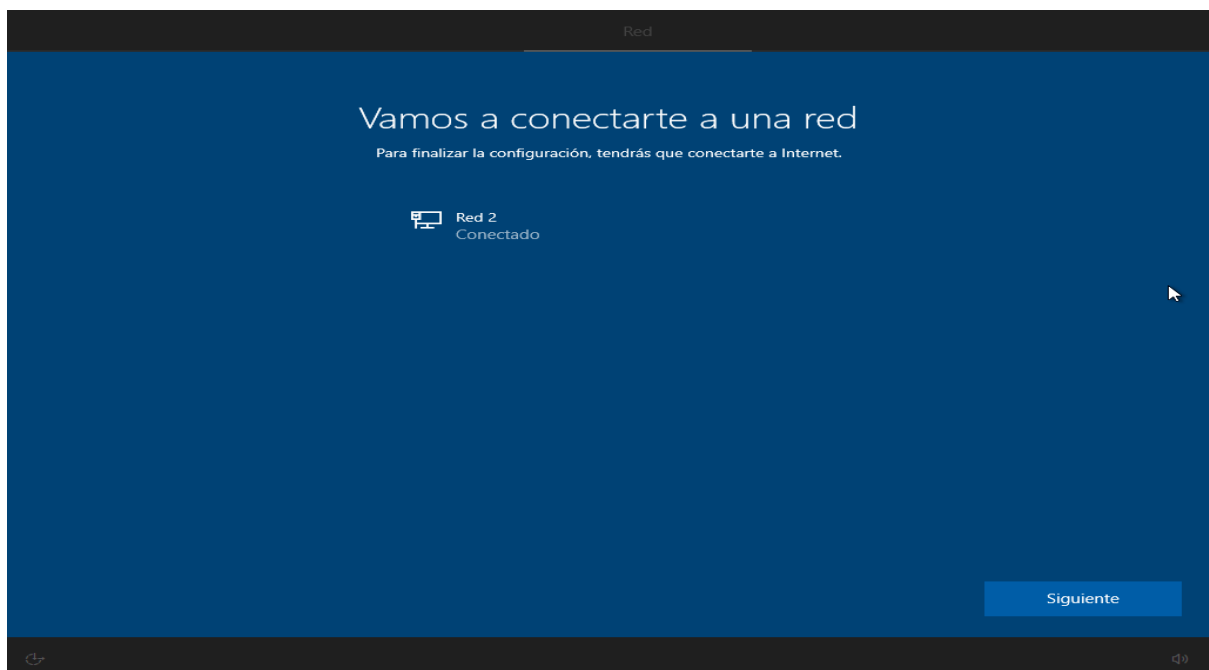 Red
Vamos a conectarte a una red
Para finalizar la configuración, tendrás que conectarte a Internet.
Red 2
Conectado
Siguiente